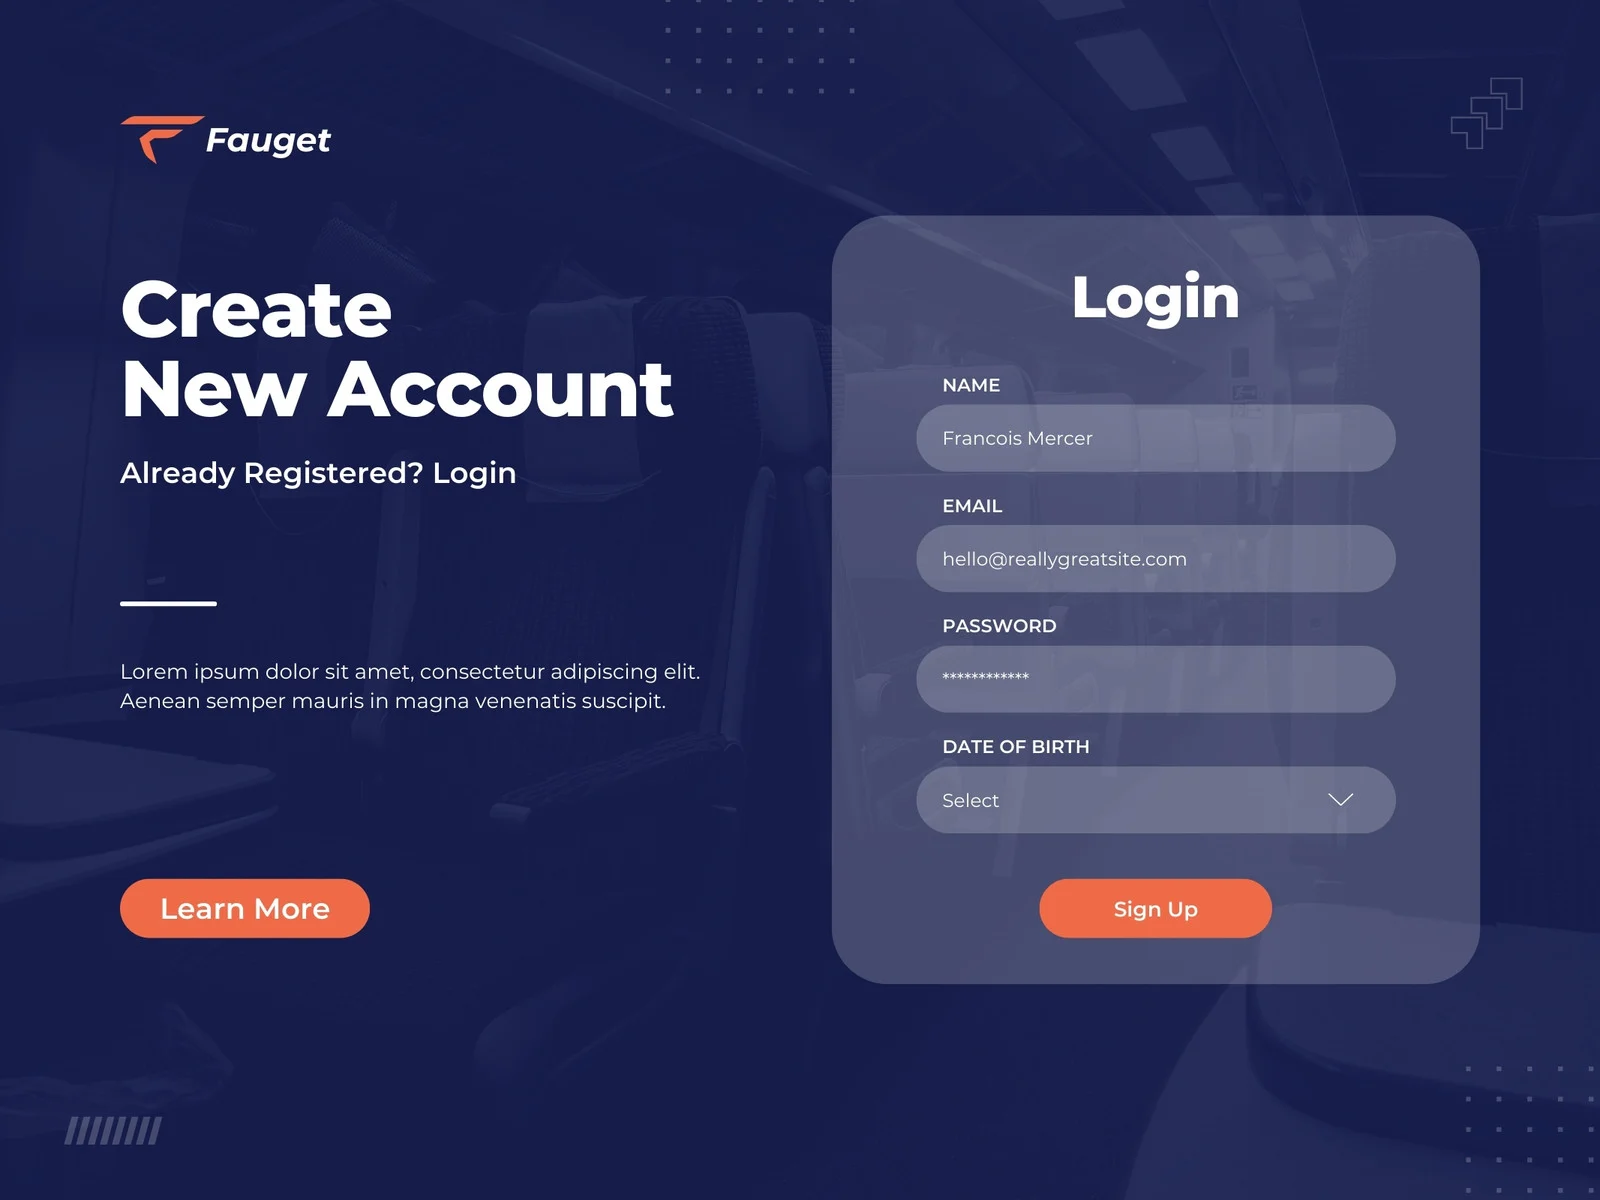 Fauget
Create
New Account
Already Registered? Login
Lorem ipsum dolor sit amet, consectetur adipiscing elit.
Aenean semper mauris in magna venenatis suscipit.
Learn More
Login
NAME
Francois Mercer
EMAIL
hello@reallygreatsite.com
PASSWORD
************
DATE OF BIRTH
Select
Sign Up